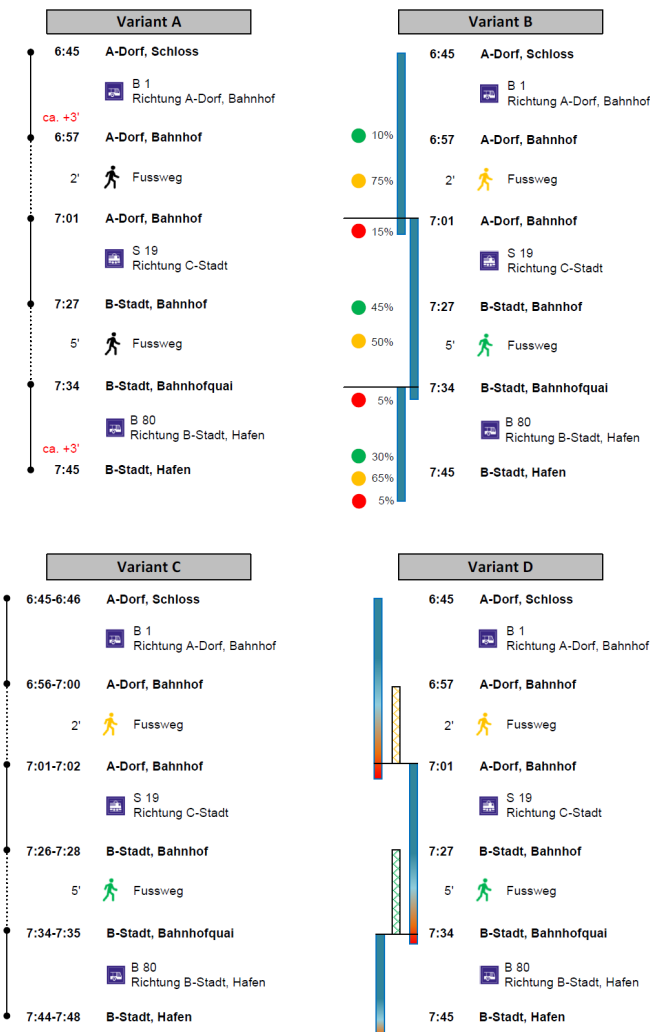 Variant A
6:45 A-Dorf, Schloss
B 1
Richtung A-Dorf, Bahnhof
ca. +3'
6:57 A-Dorf, Bahnhof
2' Fussweg
7:01 A-Dorf, Bahnhof
S 19
Richtung C-Stadt
7:27 B-Stadt, Bahnhof
5' Fussweg
7:34 B-Stadt, Bahnhofquai
B 80
Richtung B-Stadt, Hafen
ca. +3'
7:45 B-Stadt, Hafen
Variant B
6:45 A-Dorf, Schloss
B 1
Richtung A-Dorf, Bahnhof
10% 6:57 A-Dorf, Bahnhof
75% 2' Fussweg
7:01 A-Dorf, Bahnhof
15%
S 19
Richtung C-Stadt
45% 7:27 B-Stadt, Bahnhof
50% 5' Fussweg
7:34 B-Stadt, Bahnhofquai
5%
B 80
Richtung B-Stadt, Hafen
30%
65% 7:45 B-Stadt, Hafen
5%
Variant C
6:45-6:46 A-Dorf, Schloss
B 1
Richtung A-Dorf, Bahnhof
6:56-7:00 A-Dorf, Bahnhof
2' Fussweg
7:01-7:02 A-Dorf, Bahnhof
S 19
Richtung C-Stadt
7:26-7:28 B-Stadt, Bahnhof
5' Fussweg
7:34-7:35 B-Stadt, Bahnhofquai
B 80
Richtung B-Stadt, Hafen
7:44-7:48 B-Stadt, Hafen
Variant D
6:45 A-Dorf, Schloss
B 1
Richtung A-Dorf, Bahnhof
6:57 A-Dorf, Bahnhof
2' Fussweg
7:01 A-Dorf, Bahnhof
S 19
Richtung C-Stadt
7:27 B-Stadt, Bahnhof
5' Fussweg
7:34 B-Stadt, Bahnhofquai
B 80
Richtung B-Stadt, Hafen
7:45 B-Stadt, Hafen